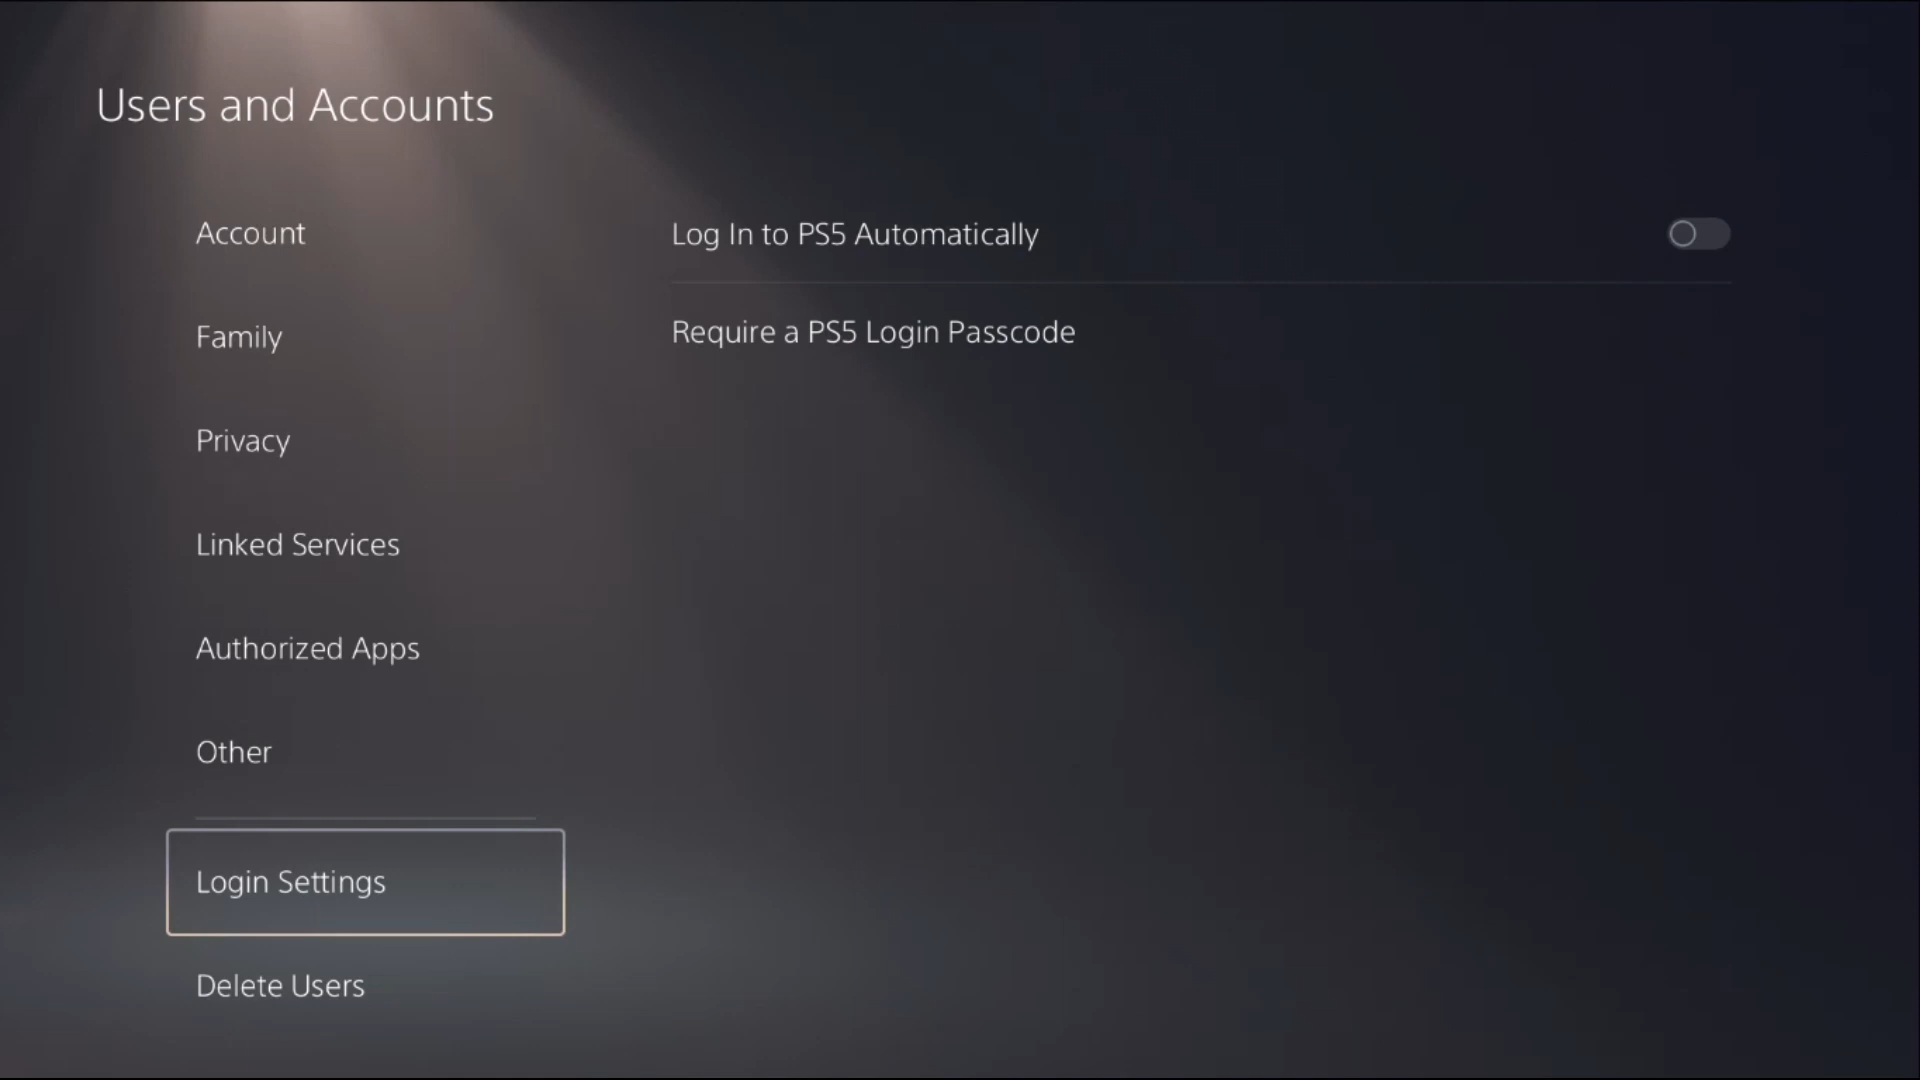 Users and Accounts
Account
Family
Privacy
Linked Services
Authorized Apps
Other
Login Settings
Delete Users
Log In to PS5 Automatically
Require a PS5 Login Passcode